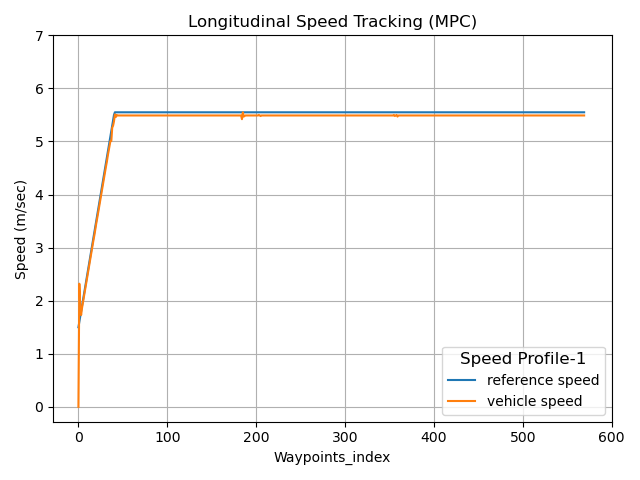 Longitudinal Speed Tracking (MPC)
7
6
5
4
3
2
1
0
Speed (m/sec)
0 100 200 300 400 500 600
Waypoints_index
Speed Profile-1
reference speed
vehicle speed